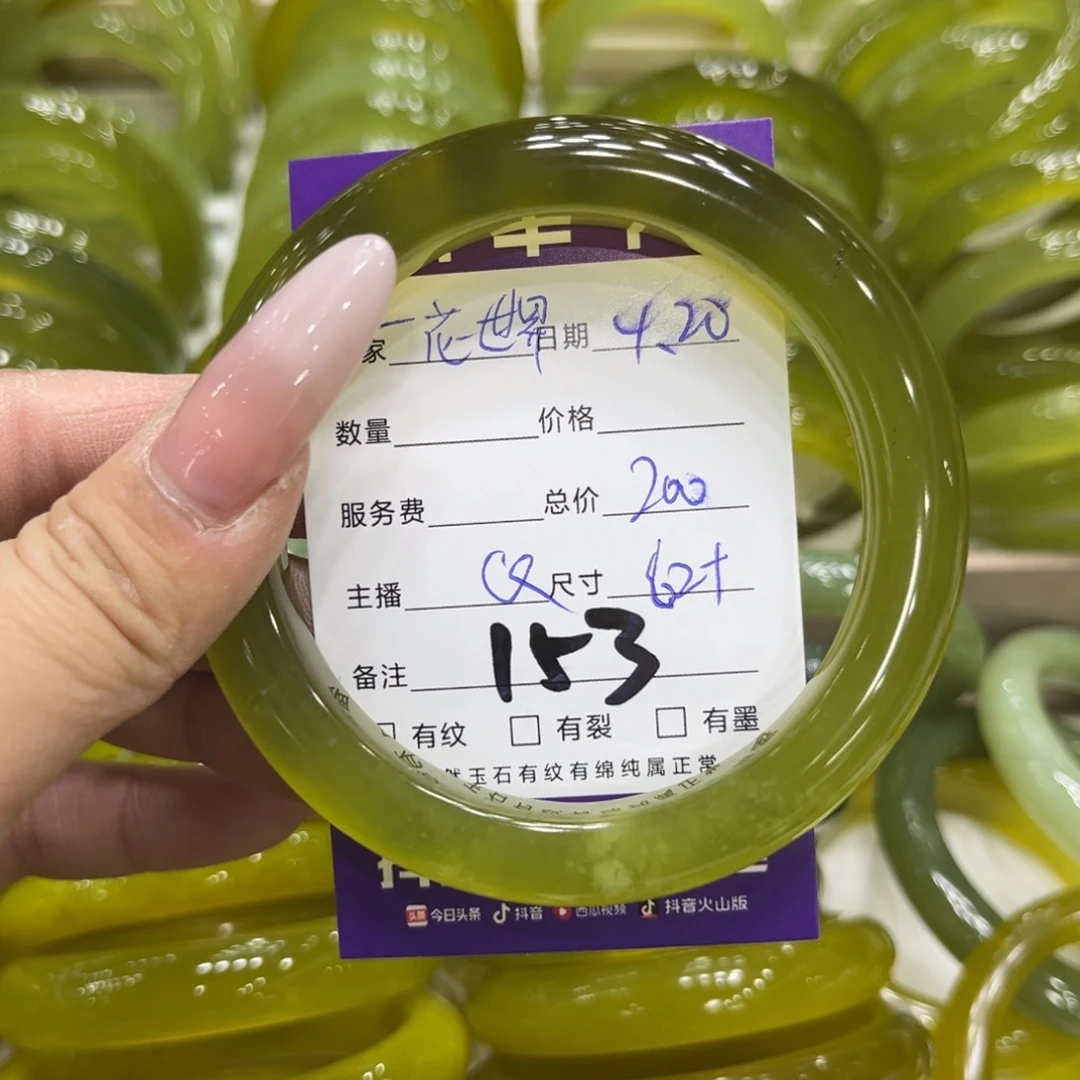 家 一花一世界 日期 4.20
数量 价格
服务费 总价 200
主播 尺寸 62+
备注 153
□ 有纹 □ 有裂 □ 有墨
然玉石有纹有绵纯属正常
今日头条 抖音 西瓜视频 抖音火山版